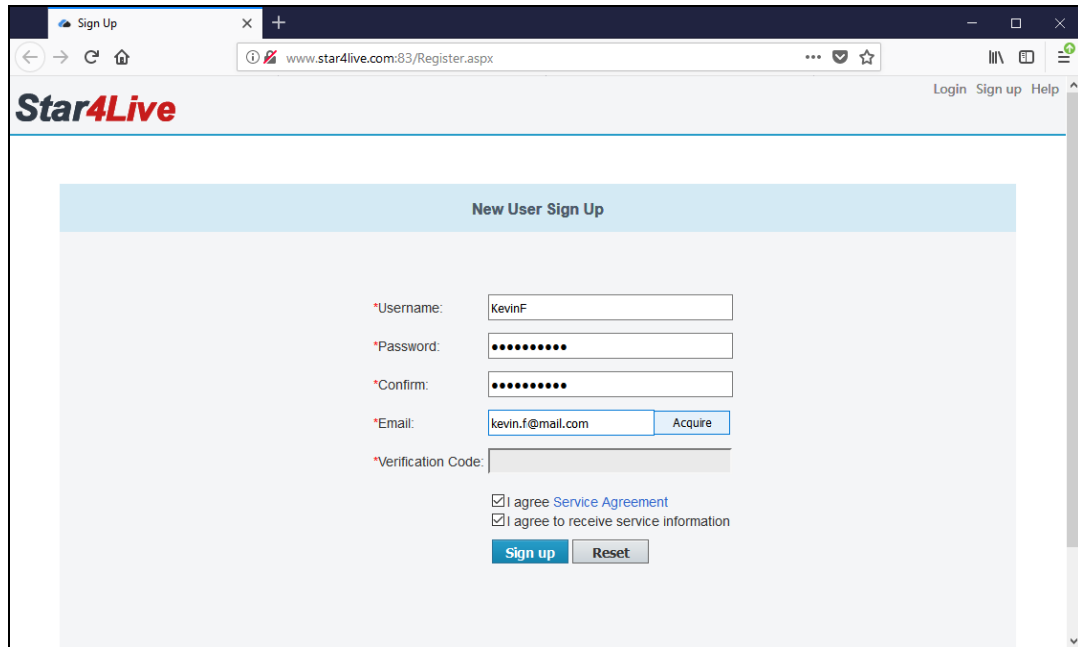 Sign Up
www.star4live.com:83/Register.aspx
Login Sign up Help
Star4Live
New User Sign Up
*Username: KevinF
*Password: ●●●●●●●●●●
*Confirm: ●●●●●●●●●●
*Email: kevin.f@mail.com Acquire
*Verification Code:
I agree Service Agreement
I agree to receive service information
Sign up Reset